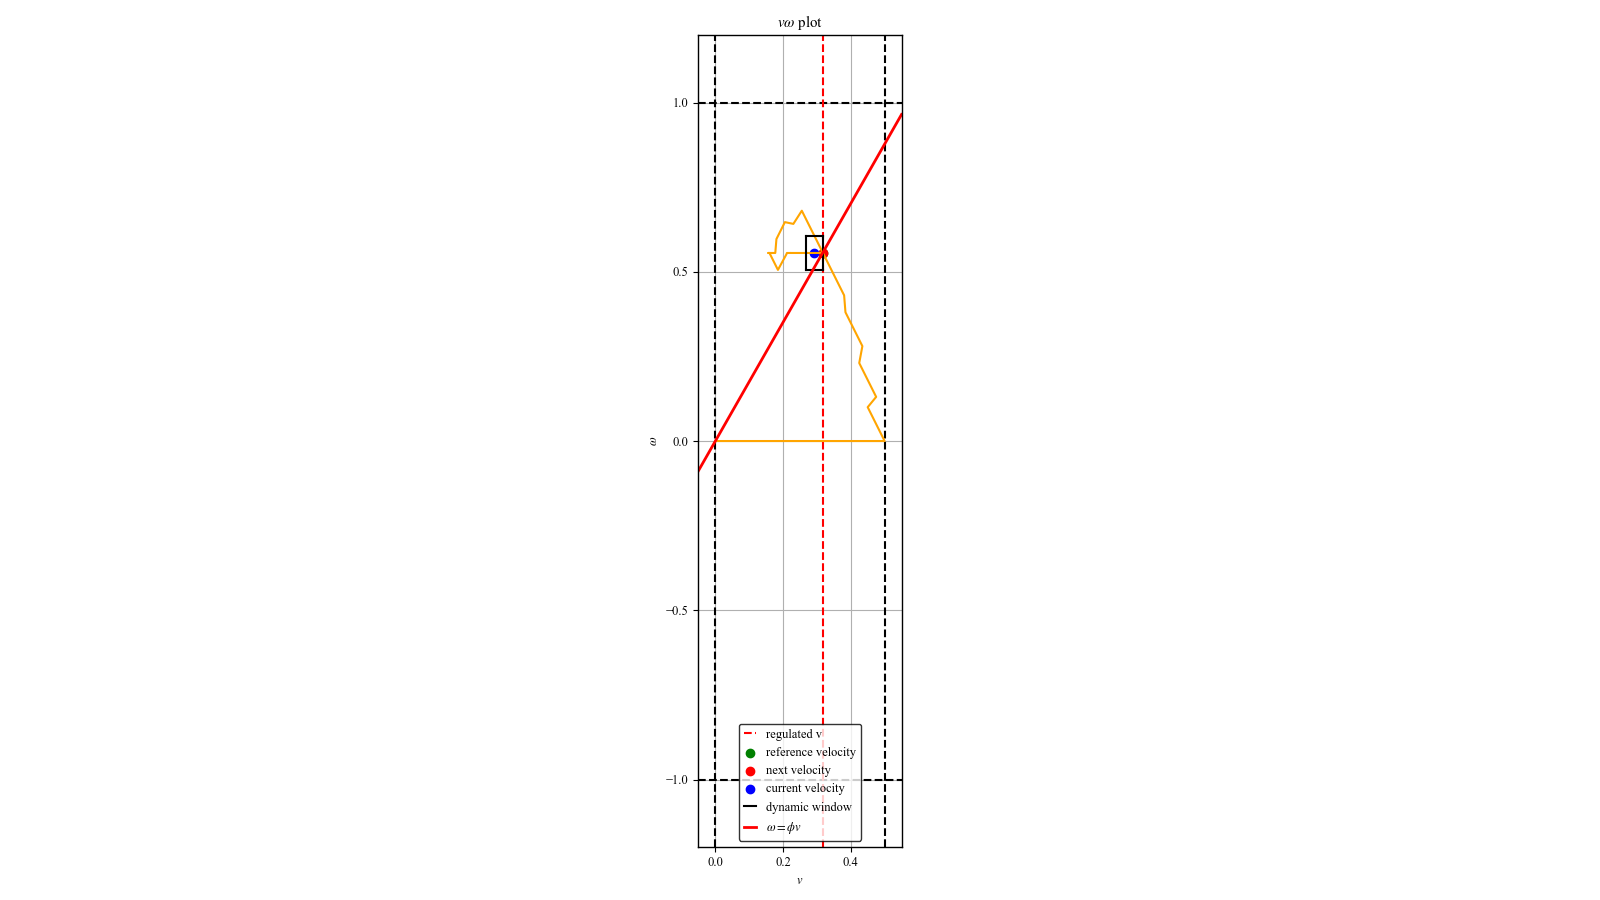 vω plot
1.0
0.5
0.0
−0.5
−1.0
ω
0.0 0.2 0.4
v
regulated v
reference velocity
next velocity
current velocity
dynamic window
ω = ϕv